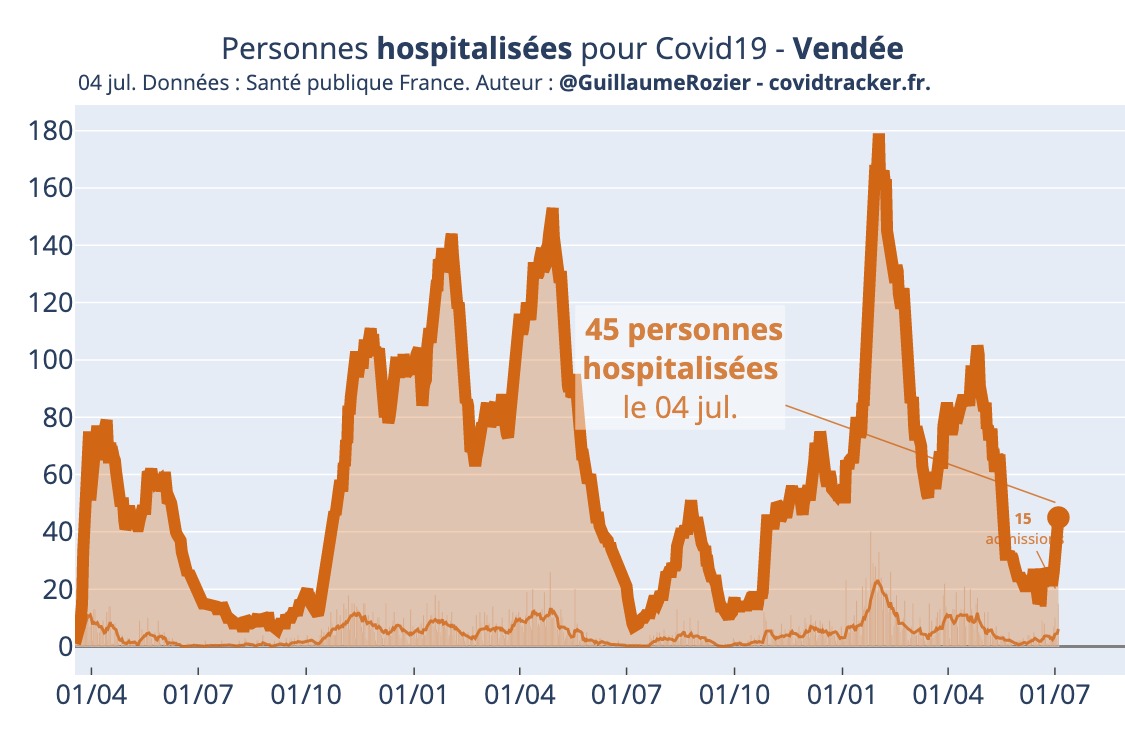 Personnes hospitalisées pour Covid19 - Vendée
04 jul. Données : Santé publique France. Auteur : @GuillaumeRozier - covidtracker.fr.
180
160
140
120
100
80
60
40
20
0
45 personnes
hospitalisées
le 04 jul.
15
admissions
01/04 01/07 01/10 01/01 01/04 01/07 01/10 01/01 01/04 01/07